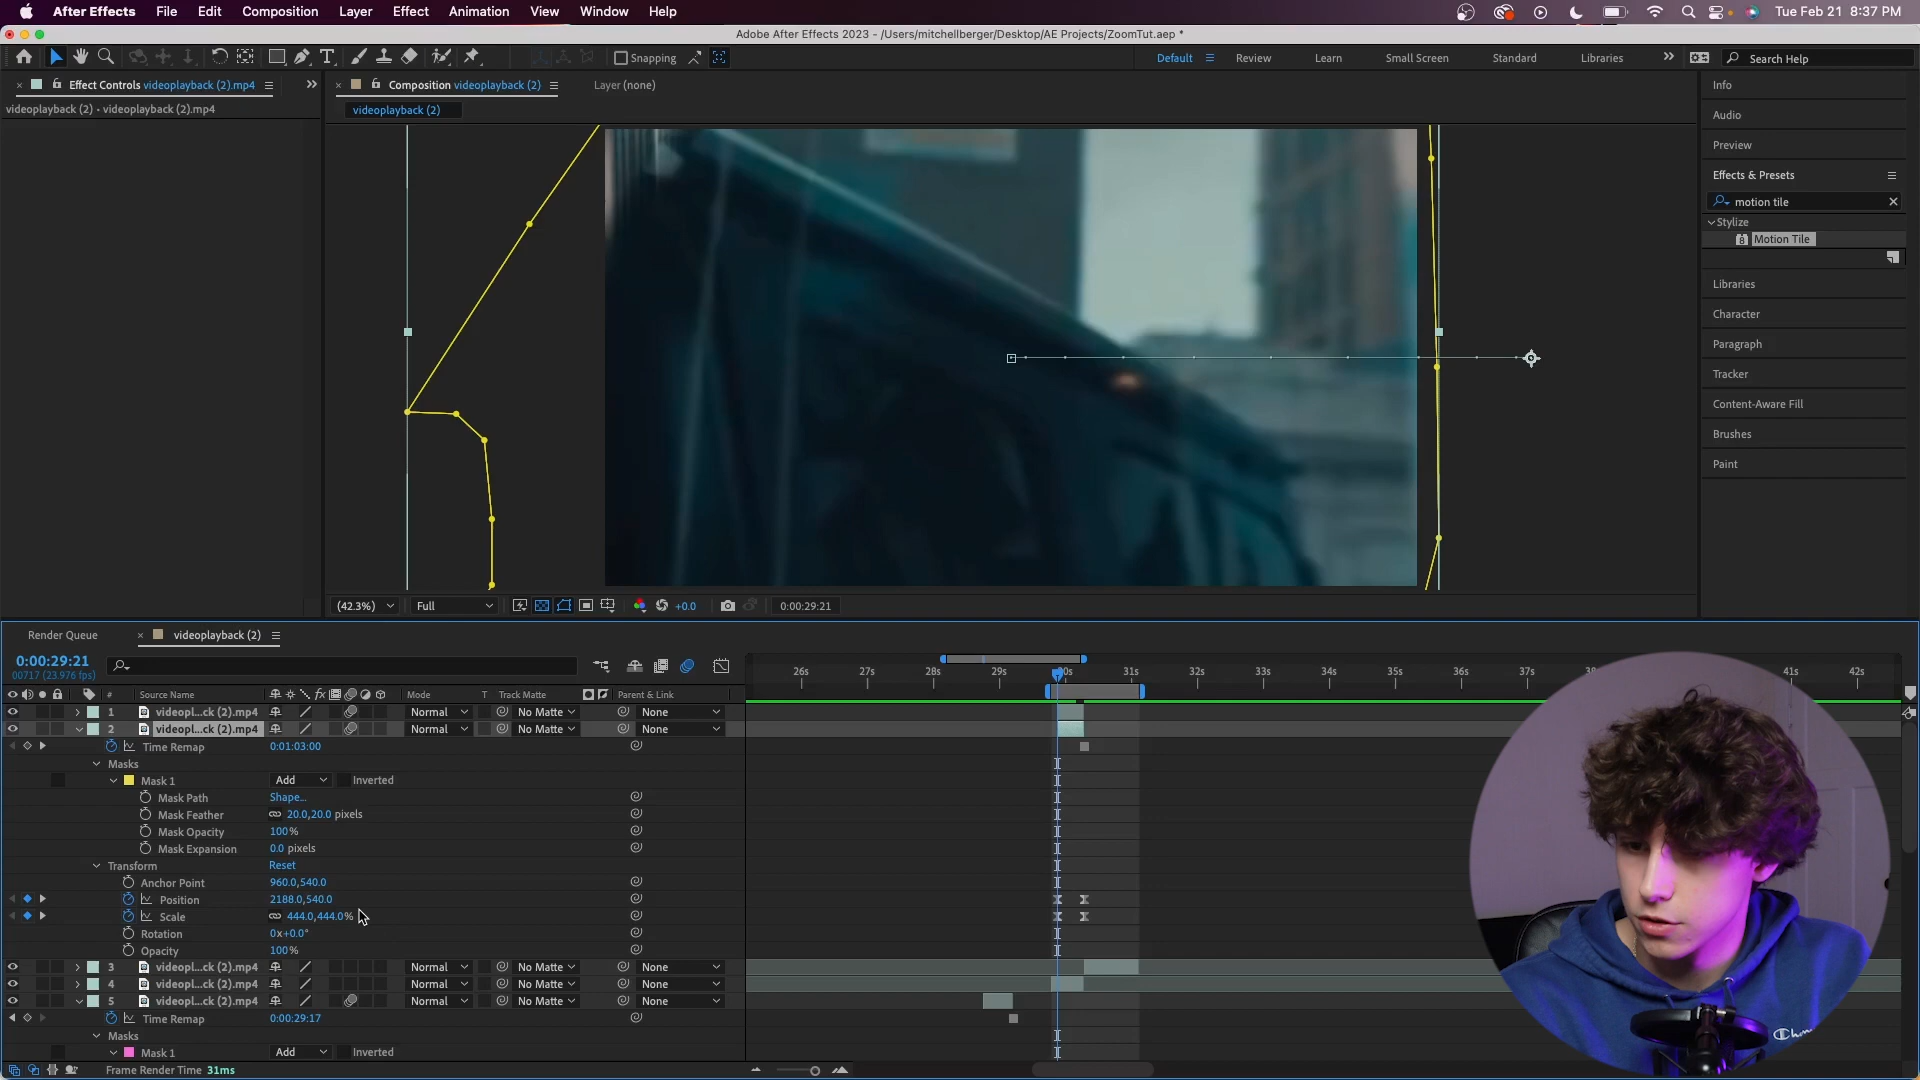 After Effects File Edit Composition Layer Effect Animation View Window Help Tue Feb 21 8:37 PM
Adobe After Effects 2023 - /Users/mitchellberger/Desktop/AE Projects/ZoomTut.aep *
Snapping Default Review Learn Small Screen Standard Libraries Search Help
Effect Controls videoplayback (2).mp4 Composition videoplayback (2) Layer (none) Info
videoplayback (2) • videoplayback (2).mp4 videoplayback (2)
Audio
Preview
Effects & Presets
motion tile
Stylize
Motion Tile
Libraries
Character
Paragraph
Tracker
Content-Aware Fill
Brushes
Paint
(42.3%) Full +0.0 0:00:29:21
Render Queue videoplayback (2)
0:00:29:21
00717 (23.976 fps)
26s 27s 28s 29s 31s 32s 33s 34s 35s 36s 37s 39s 40s 41s 42s
# Source Name Mode T Track Matte Parent & Link
1 videopl...ck (2).mp4 Normal No Matte None
2 videopl...ck (2).mp4 Normal No Matte None
Time Remap 0:01:03:00
Masks
Mask 1 Add Inverted
Mask Path Shape...
Mask Feather 20.0,20.0 pixels
Mask Opacity 100%
Mask Expansion 0.0 pixels
Transform Reset
Anchor Point 960.0,540.0
Position 2188.0,540.0
Scale 444.0,444.0%
Rotation 0x+0.0°
Opacity 100%
3 videopl...ck (2).mp4 Normal No Matte None
4 videopl...ck (2).mp4 Normal No Matte None
5 videopl...ck (2).mp4 Normal No Matte None
Time Remap 0:00:29:17
Masks
Mask 1 Add Inverted
Frame Render Time 31ms